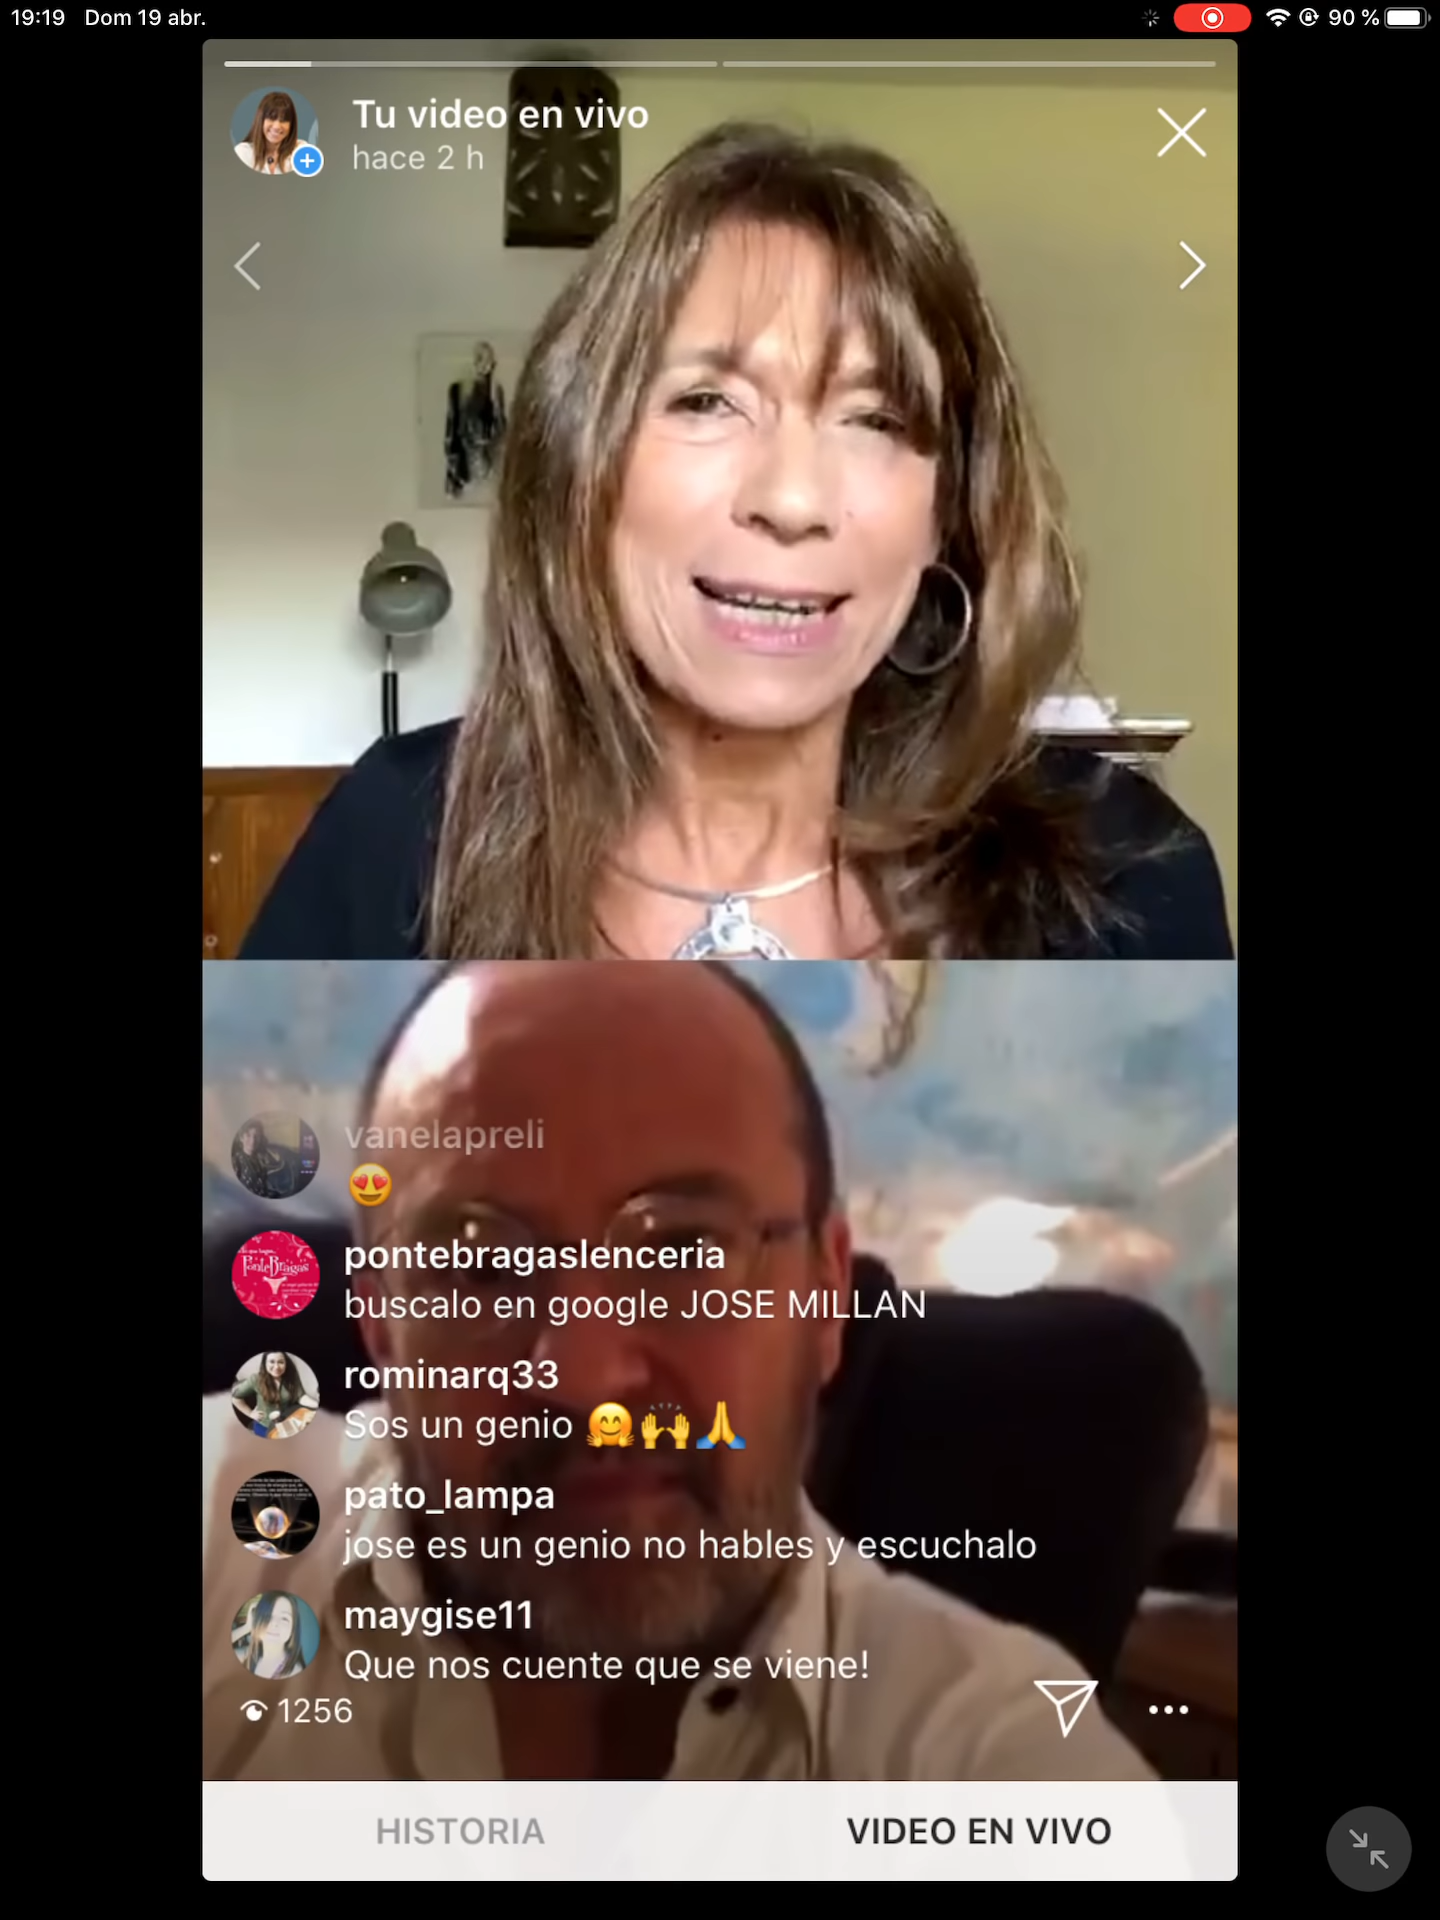 19:19 Dom 19 abr. 90 %
Tu video en vivo
hace 2 h
vanelapreli
😍
PonteBragas
pontebragaslenceria
buscalo en google JOSE MILLAN
rominarq33
Sos un genio 🤗🙌🙏
pato_lampa
jose es un genio no hables y escuchalo
maygise11
Que nos cuente que se viene!
1256
HISTORIA VIDEO EN VIVO